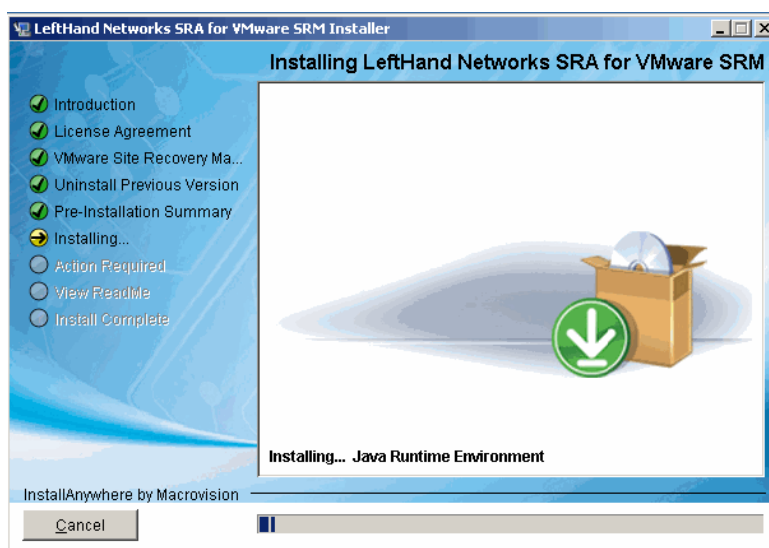 LeftHand Networks SRA for VMware SRM Installer
Installing LeftHand Networks SRA for VMware SRM
Introduction
License Agreement
VMware Site Recovery Ma...
Uninstall Previous Version
Pre-Installation Summary
Installing...
Action Required
View ReadMe
Install Complete
Installing... Java Runtime Environment
InstallAnywhere by Macrovision
Cancel